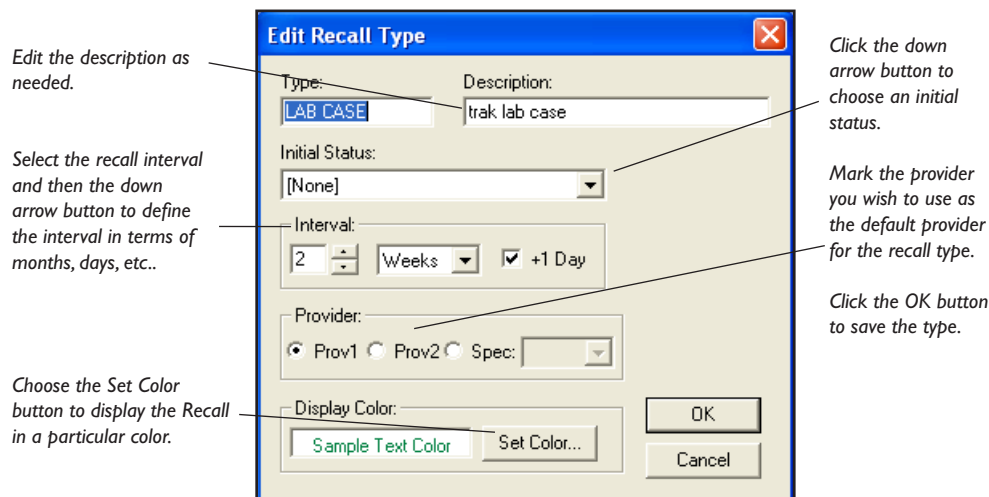 Edit the description as
needed.
Select the recall interval
and then the down
arrow button to define
the interval in terms of
months, days, etc..
Choose the Set Color
button to display the Recall
in a particular color.
Edit Recall Type
Type:
Description:
LAB CASE
trak lab case
Initial Status:
[None]
Interval:
2
Weeks
+1 Day
Provider:
Prov1
Prov2
Spec:
Display Color:
Sample Text Color
Set Color...
OK
Cancel
Click the down
arrow button to
choose an initial
status.
Mark the provider
you wish to use as
the default provider
for the recall type.
Click the OK button
to save the type.